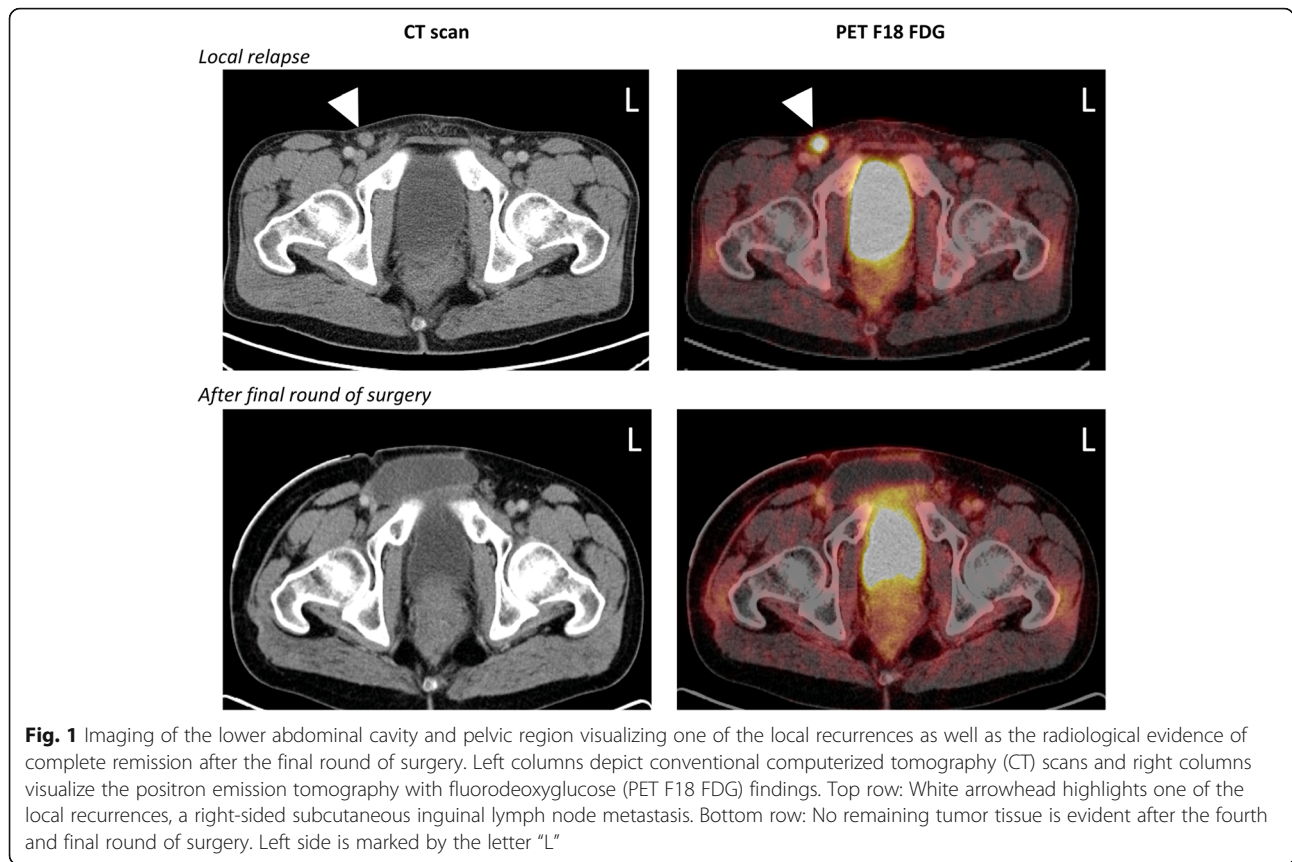 CT scan
PET F18 FDG
Local relapse
L
L
After final round of surgery
L
L
Fig. 1 Imaging of the lower abdominal cavity and pelvic region visualizing one of the local recurrences as well as the radiological evidence of
complete remission after the final round of surgery. Left columns depict conventional computerized tomography (CT) scans and right columns
visualize the positron emission tomography with fluorodeoxyglucose (PET F18 FDG) findings. Top row: White arrowhead highlights one of the
local recurrences, a right-sided subcutaneous inguinal lymph node metastasis. Bottom row: No remaining tumor tissue is evident after the fourth
and final round of surgery. Left side is marked by the letter “L”